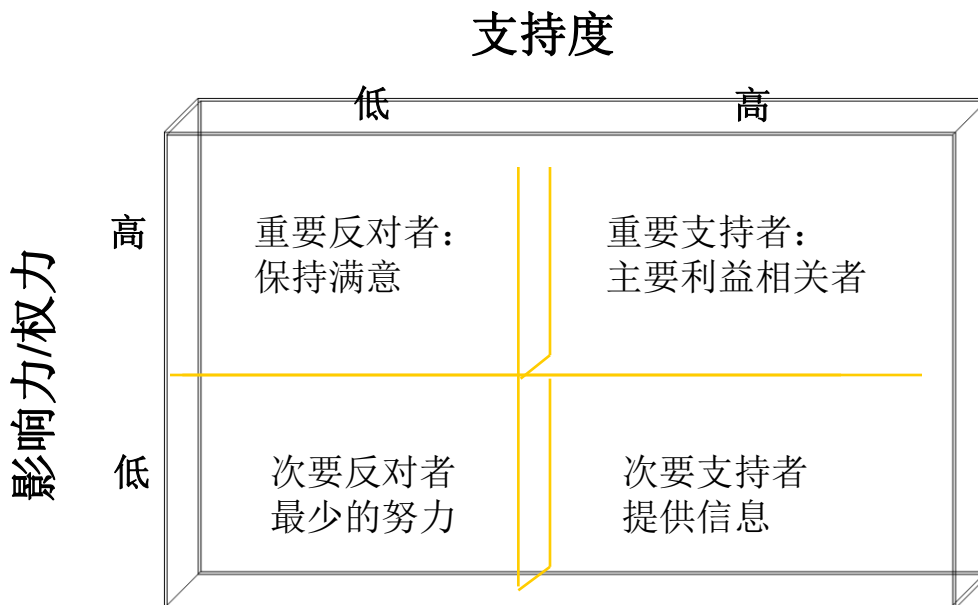 支持度
低
高
高
重要反对者：
保持满意
重要支持者：
主要利益相关者
影响力/权力
低
次要反对者
最少的努力
次要支持者
提供信息